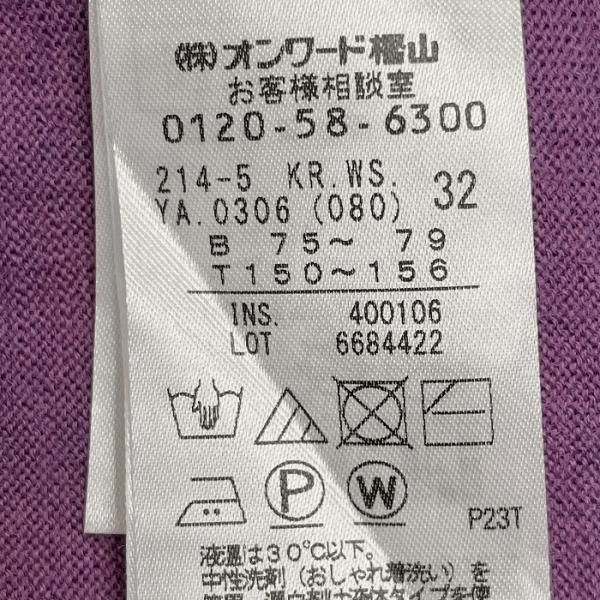 (株)オンワード樫山
お客様相談室
0120-58-6300
214-5 KR.WS.
YA.0306 (080) 32
B 75〜 79
T150〜156
INS. 400106
LOT 6684422
P W
P23T
液温は30℃以下。
中性洗剤(おしゃれ着洗い)を